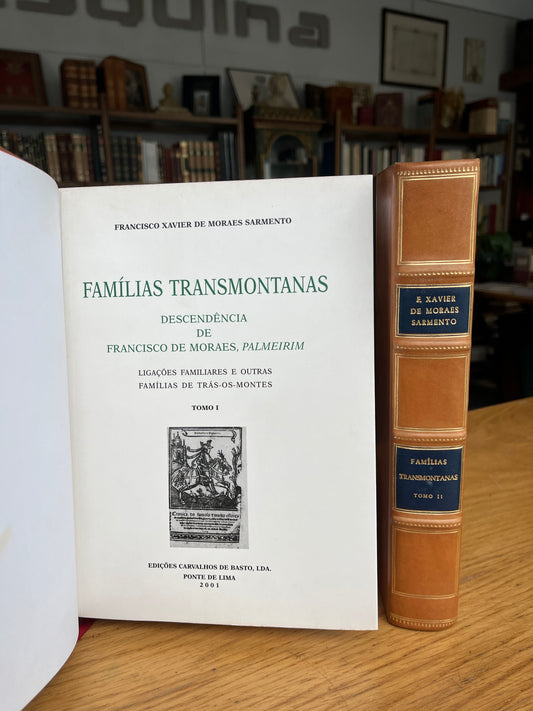 squina
FRANCISCO XAVIER DE MORAES SARMENTO
FAMÍLIAS TRANSMONTANAS
DESCENDÊNCIA
DE
FRANCISCO DE MORAES, PALMEIRIM
LIGAÇÕES FAMILIARES E OUTRAS
FAMÍLIAS DE TRÁS-OS-MONTES
TOMO I
EDIÇÕES CARVALHOS DE BASTO, LDA.
PONTE DE LIMA
2001
F. XAVIER
DE MORAES
SARMENTO
FAMÍLIAS
TRANSMONTANAS
TOMO II